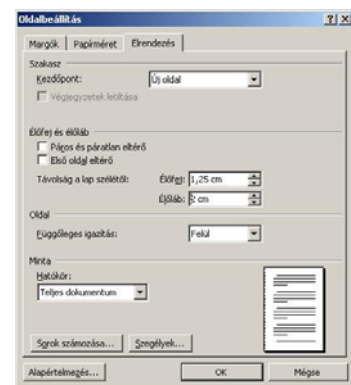 Oldalbeállítás
Margók Papírméret Elrendezés
Szakasz
Kezdőpont: Új oldal
Végjegyzetek letiltása
Élőfej és élőláb
Páros és páratlan eltérő
Első oldal eltérő
Távolság a lap szélétől: Élőfej: 1,25 cm
Élőláb: 2 cm
Oldal
Függőleges igazítás: Felül
Minta
Hatókör:
Teljes dokumentum
Sorok számozása... Szegélyek...
Alapértelmezés... OK Mégse